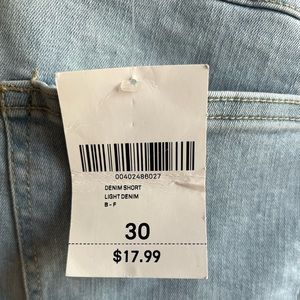 00402486027
DENIM SHORT
LIGHT DENIM
B - F
30
$17.99